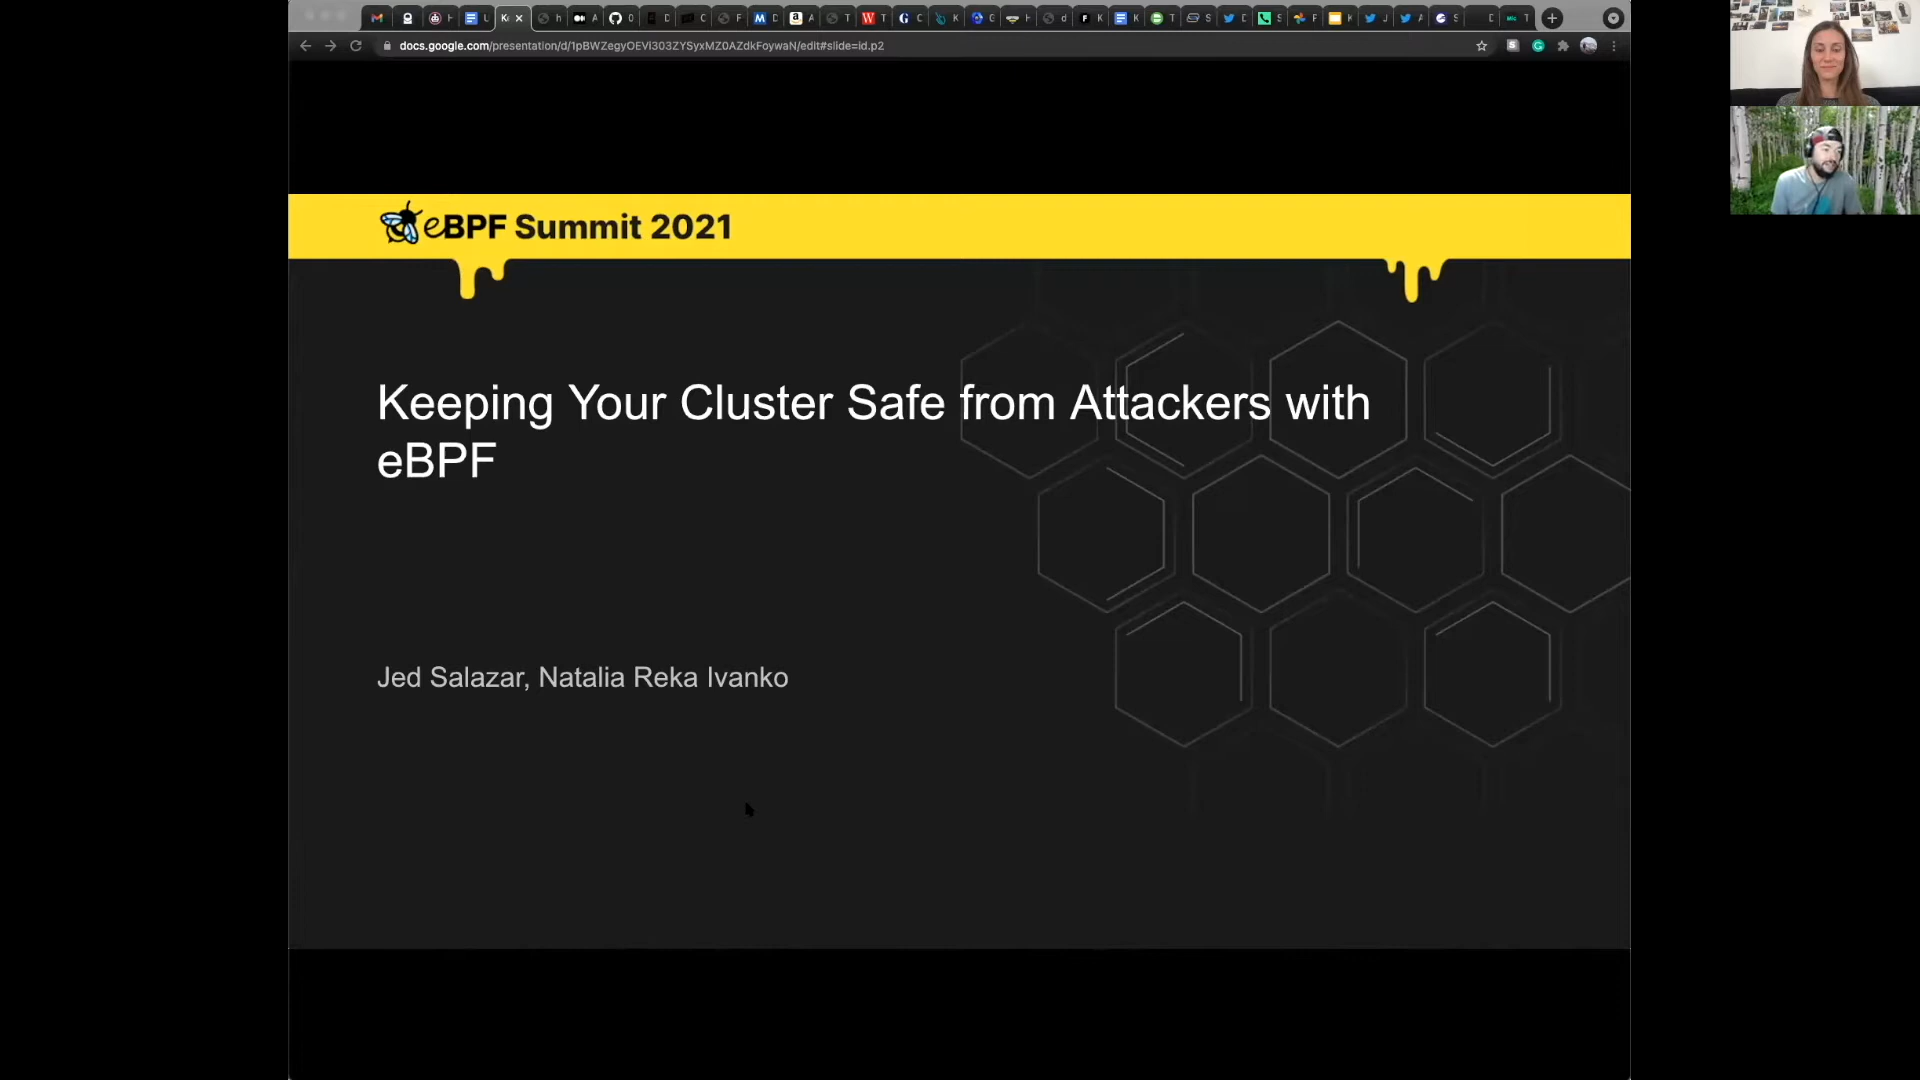 docs.google.com/presentation/d/1pBWZegyOEVl303ZYSyxMZ0AZdkFoywaN/edit#slide=id.p2
eBPF Summit 2021
Keeping Your Cluster Safe from Attackers with
eBPF
Jed Salazar, Natalia Reka Ivanko